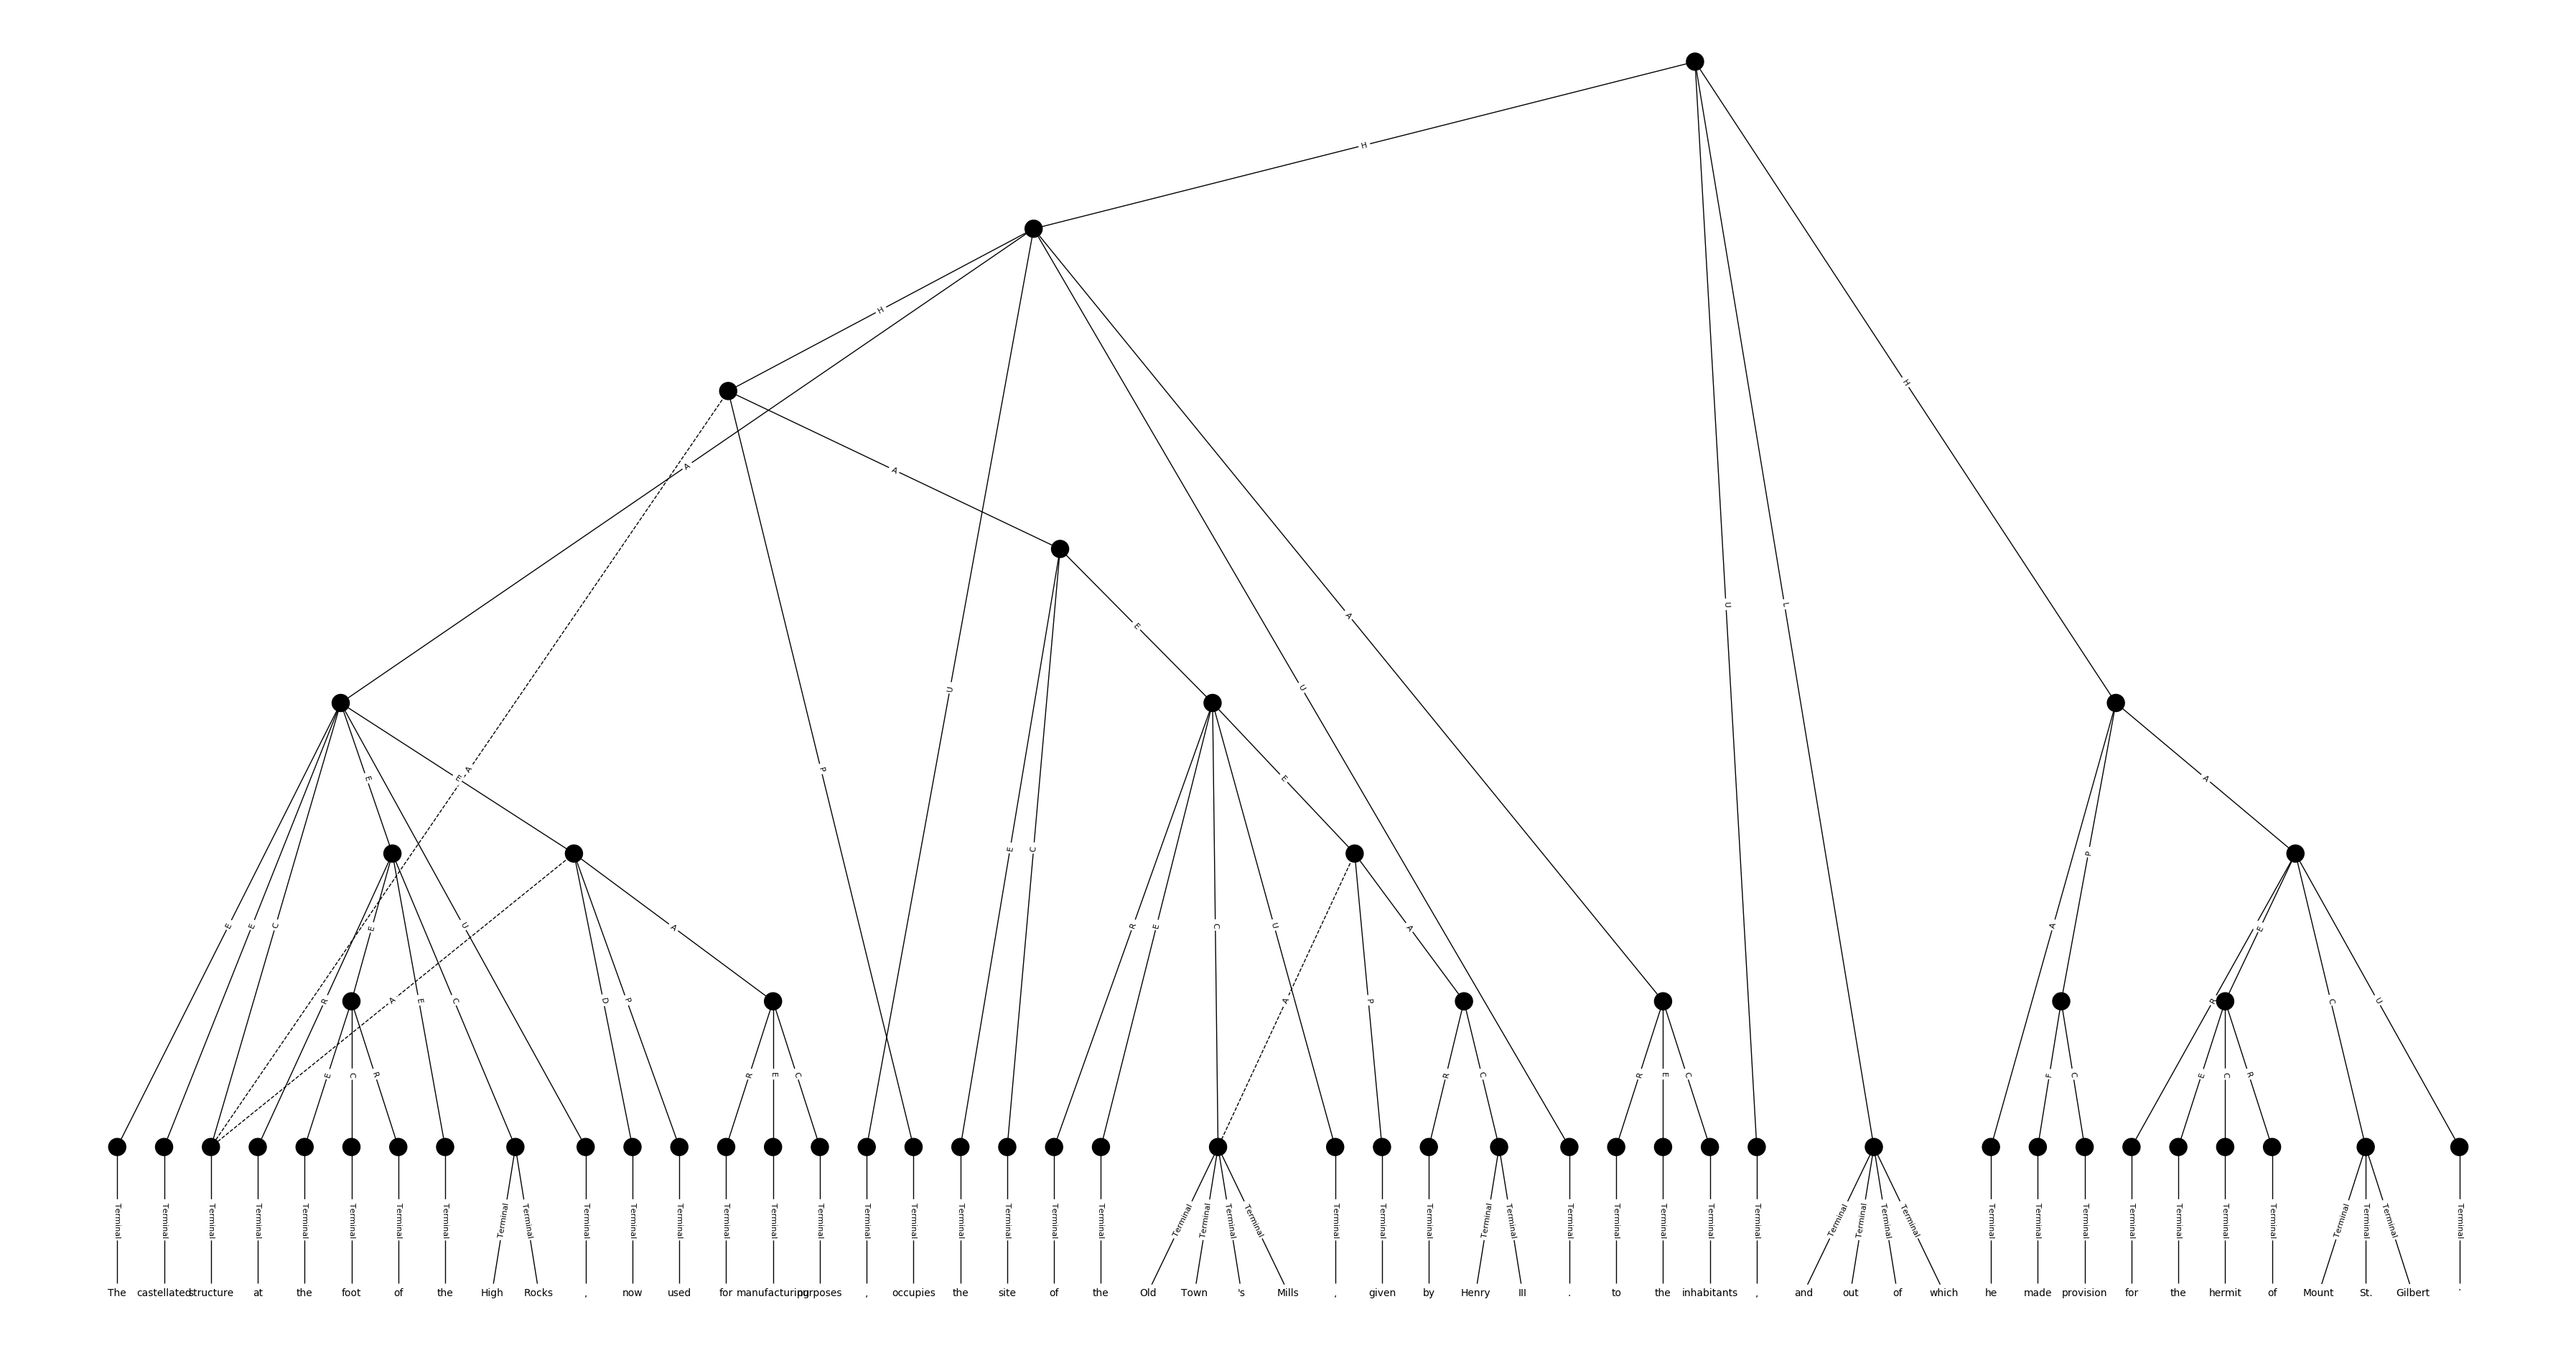 H
H
H
A
A
A
U
L
U
E
A
U
U
E
E
A
P
A
E
C
P
E
E
C
E
U
A
R
E
C
U
A
A
P
E
R
A
E
C
D
P
A
P
R
C
U
E
C
R
R
E
C
R
C
R
E
C
F
C
E
C
R
Terminal Terminal Terminal Terminal Terminal Terminal Terminal Terminal Terminal Terminal Terminal Terminal Terminal Terminal Terminal Terminal Terminal Terminal Terminal Terminal Terminal Terminal Terminal Terminal Terminal Terminal Terminal Terminal Terminal Terminal Terminal Terminal Terminal Terminal Terminal Terminal Terminal Terminal Terminal Terminal Terminal Terminal Terminal Terminal Terminal Terminal Terminal Terminal Terminal Terminal Terminal
The castellated structure at the foot of the High Rocks , now used for manufacturing purposes , occupies the site of the Old Town 's Mills , given by Henry III . to the inhabitants , and out of which he made provision for the hermit of Mount St. Gilbert .